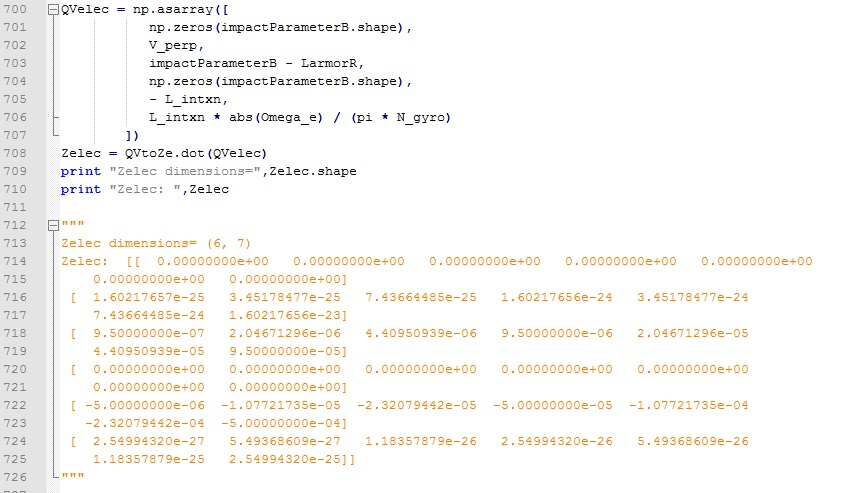 700 QVelec = np.asarray([
701 np.zeros(impactParameterB.shape),
702 V_perp,
703 impactParameterB - LarmorR,
704 np.zeros(impactParameterB.shape),
705 - L_intxn,
706 L_intxn * abs(Omega_e) / (pi * N_gyro)
707 ])
708 Zelec = QVtoZe.dot(QVelec)
709 print "Zelec dimensions=",Zelec.shape
710 print "Zelec: ",Zelec
711
712 """
713 Zelec dimensions= (6, 7)
714 Zelec:  [[  0.00000000e+00   0.00000000e+00   0.00000000e+00   0.00000000e+00   0.00000000e+00
715 0.00000000e+00   0.00000000e+00]
716 [  1.60217657e-25   3.45178477e-25   7.43664485e-25   1.60217656e-24   3.45178477e-24
717 7.43664485e-24   1.60217656e-23]
718 [  9.50000000e-07   2.04671296e-06   4.40950939e-06   9.50000000e-06   2.04671296e-05
719 4.40950939e-05   9.50000000e-05]
720 [  0.00000000e+00   0.00000000e+00   0.00000000e+00   0.00000000e+00   0.00000000e+00
721 0.00000000e+00   0.00000000e+00]
722 [ -5.00000000e-06  -1.07721735e-05  -2.32079442e-05  -5.00000000e-05  -1.07721735e-04
723 -2.32079442e-04  -5.00000000e-04]
724 [  2.54994320e-27   5.49368609e-27   1.18357879e-26   2.54994320e-26   5.49368609e-26
725 1.18357879e-25   2.54994320e-25]]
726 """